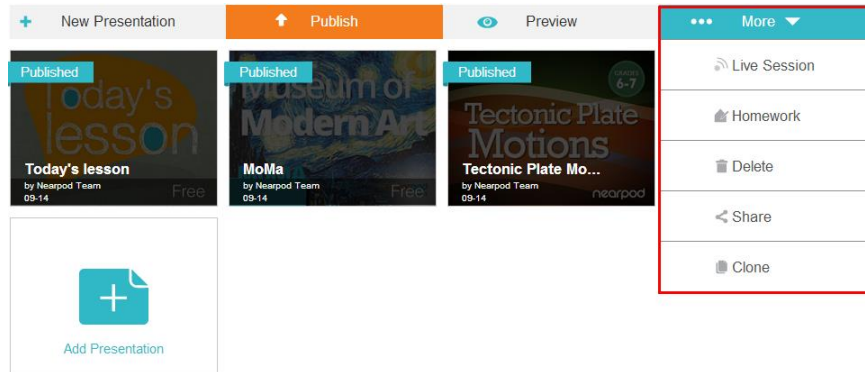 New Presentation
Publish
Preview
More
Published
Today's
lesson
Today's lesson
by Nearpod Team
09-14
Free
Published
Museum of
Modern Art
MoMa
by Nearpod Team
09-14
Free
Published
GRADES
6-7
Tectonic Plate
Motions
Tectonic Plate Mo...
by Nearpod Team
09-14
nearpod
Live Session
Homework
Delete
Share
Clone
Add Presentation